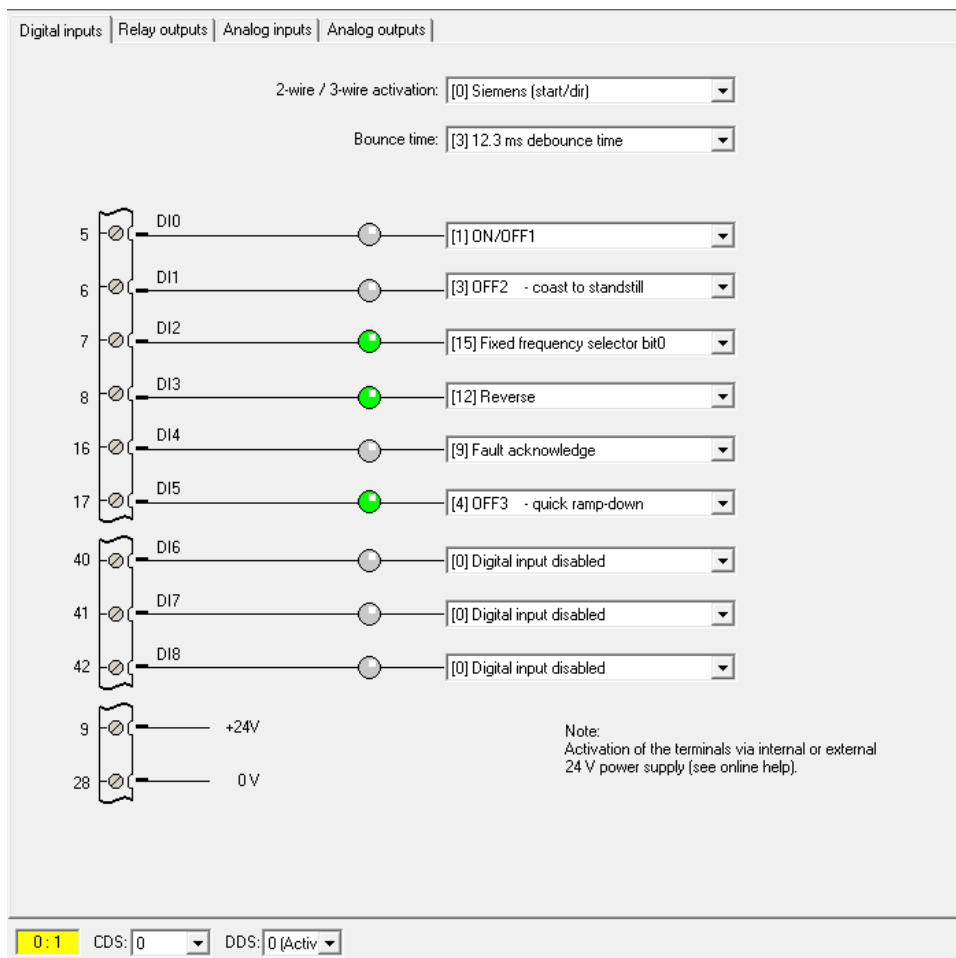 Digital inputs Relay outputs Analog inputs Analog outputs
2-wire / 3-wire activation: [0] Siemens (start/dir)
Bounce time: [3] 12.3 ms debounce time
5 DI0 [1] ON/OFF1
6 DI1 [3] OFF2 - coast to standstill
7 DI2 [15] Fixed frequency selector bit0
8 DI3 [12] Reverse
16 DI4 [9] Fault acknowledge
17 DI5 [4] OFF3 - quick ramp-down
40 DI6 [0] Digital input disabled
41 DI7 [0] Digital input disabled
42 DI8 [0] Digital input disabled
9 +24V
28 0 V
Note:
Activation of the terminals via internal or external
24 V power supply (see online help).
0 : 1 CDS: 0 DDS: 0 (Activ